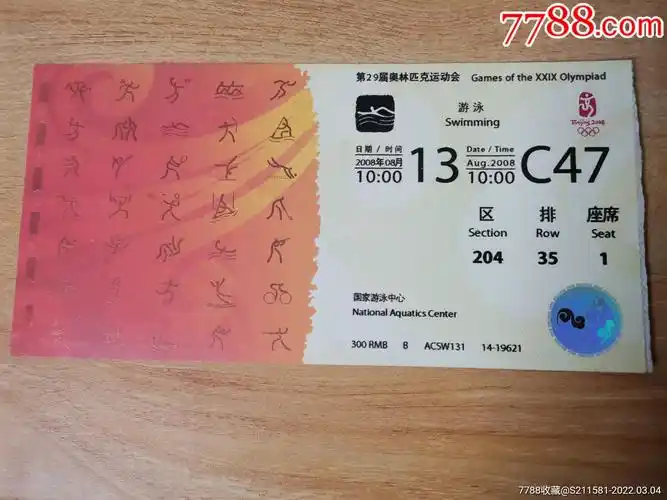 7788.com
第29届奥林匹克运动会 Games of the XXIX Olympiad
游泳
Swimming
Beijing 2008
日期 / 时间 Date / Time
2008年08月 13 Aug.2008 C47
10:00 10:00
区 排 座席
Section Row Seat
204 35 1
国家游泳中心
National Aquatics Center
300 RMB B ACSW131 14-19621
7788收藏@S211581-2022.03.04